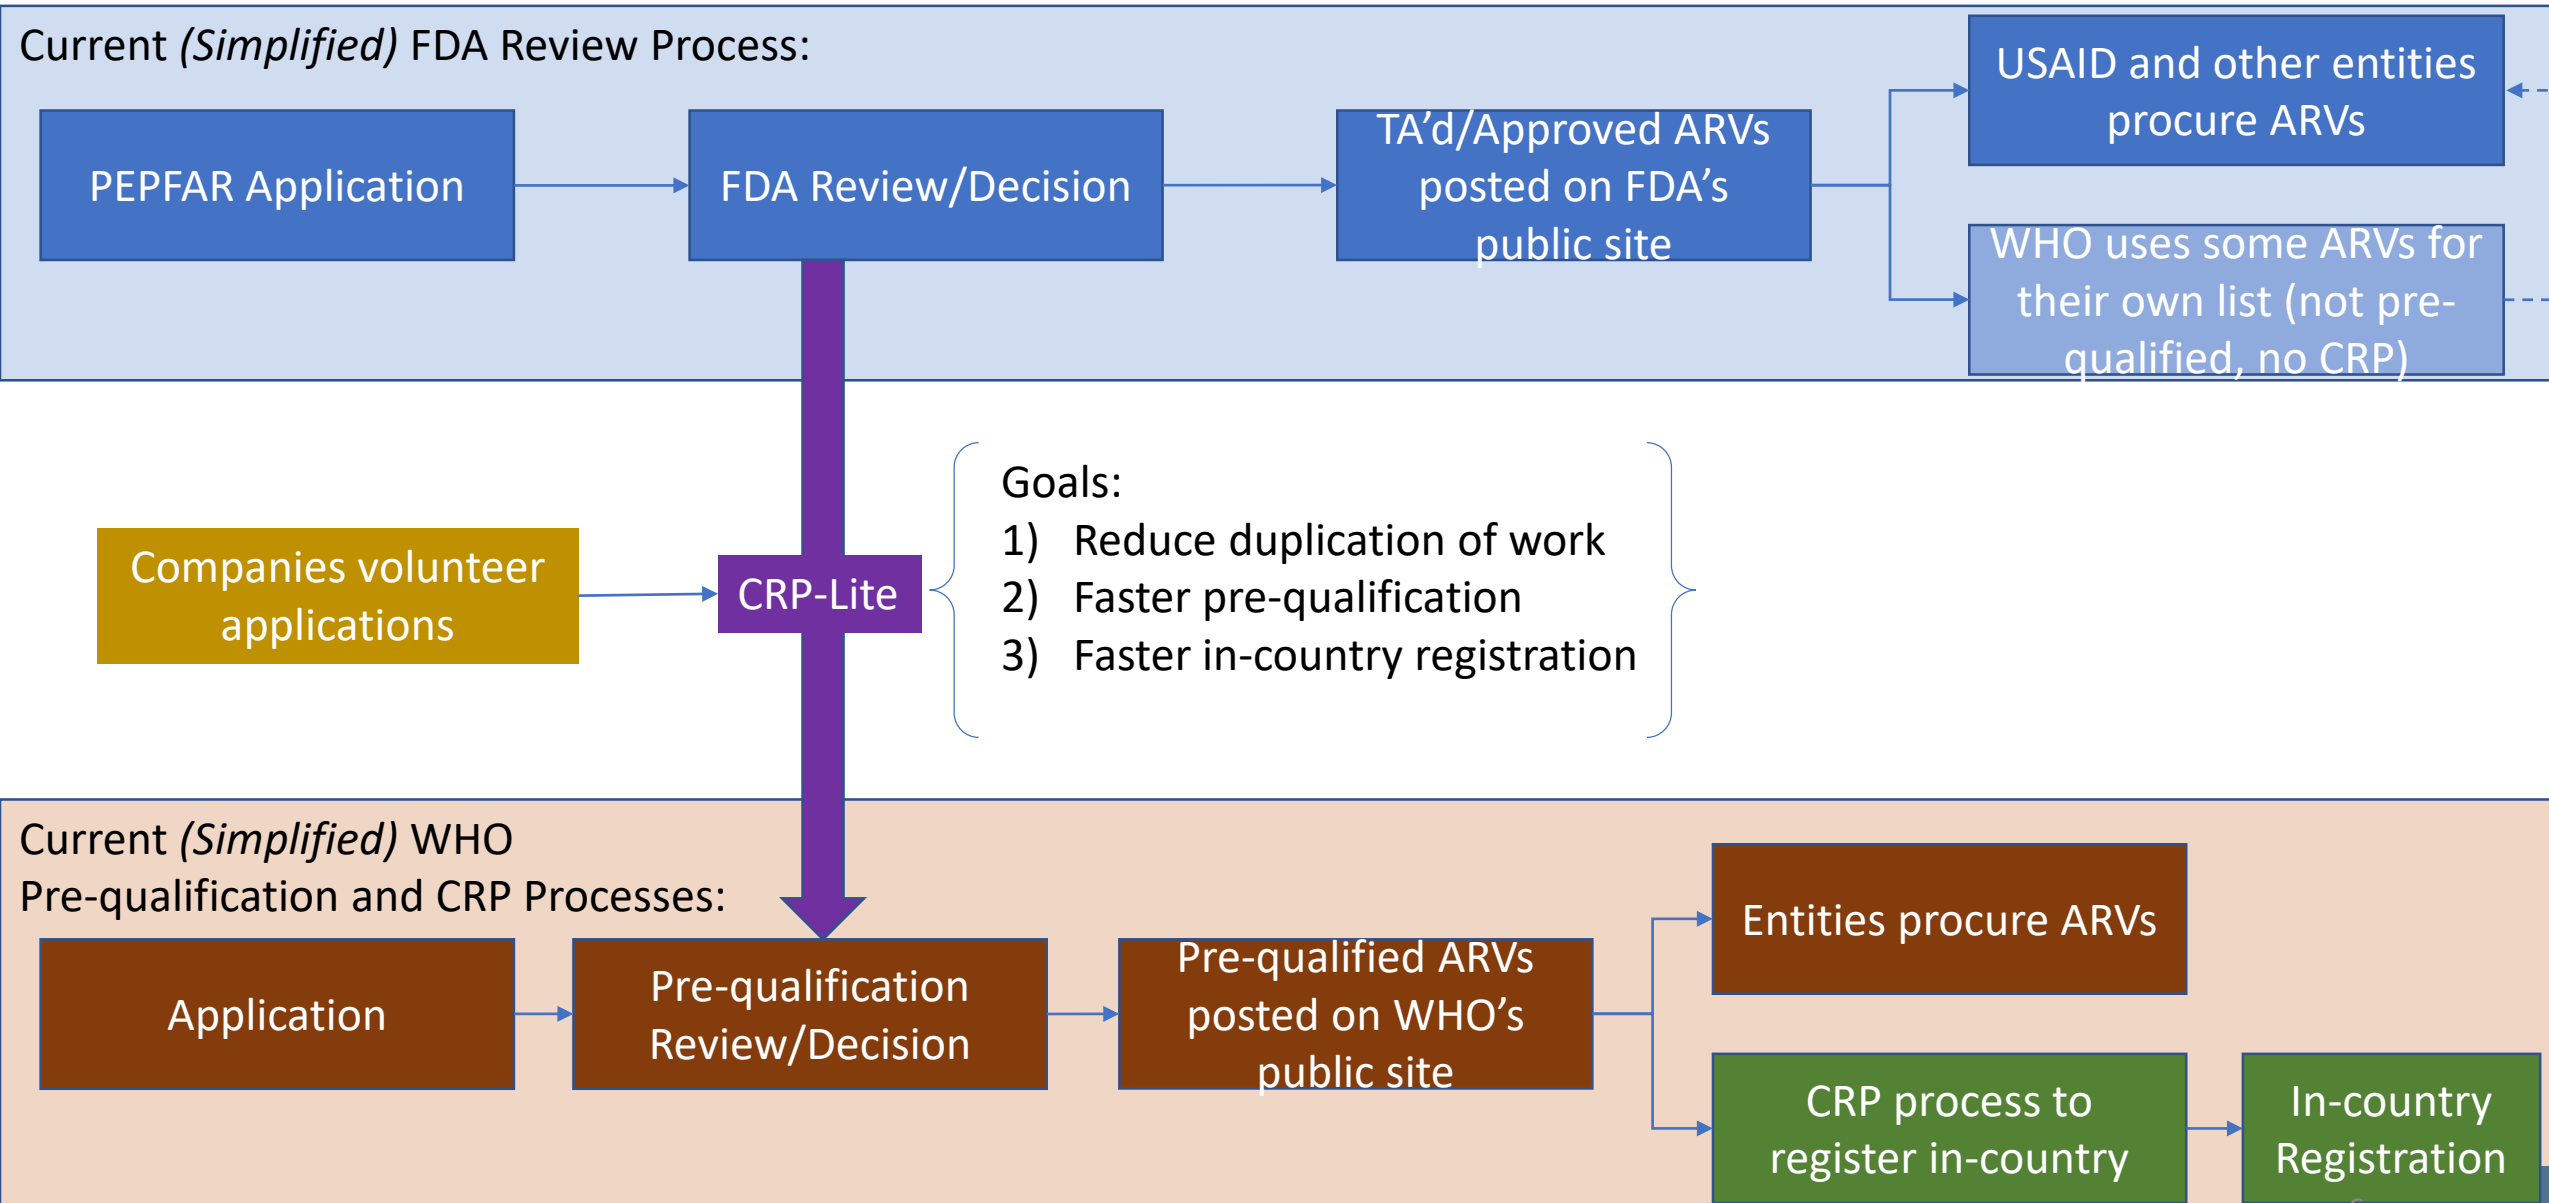 Current (Simplified) FDA Review Process:
PEPFAR Application
FDA Review/Decision
TA’d/Approved ARVs
posted on FDA’s
public site
USAID and other entities
procure ARVs
WHO uses some ARVs for
their own list (not pre-
qualified, no CRP)
Companies volunteer
applications
CRP-Lite
Goals:
1) Reduce duplication of work
2) Faster pre-qualification
3) Faster in-country registration
Current (Simplified) WHO
Pre-qualification and CRP Processes:
Application
Pre-qualification
Review/Decision
Pre-qualified ARVs
posted on WHO’s
public site
Entities procure ARVs
CRP process to
register in-country
In-country
Registration